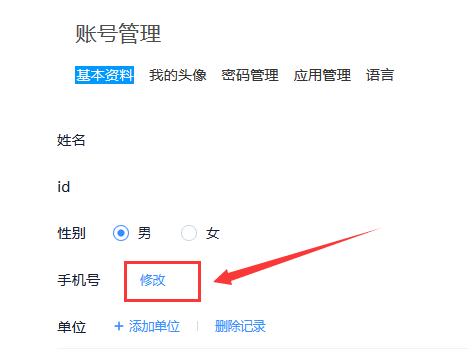 账号管理
基本资料 我的头像 密码管理 应用管理 语言
姓名
id
性别 男 女
手机号 修改
单位 + 添加单位 | 删除记录